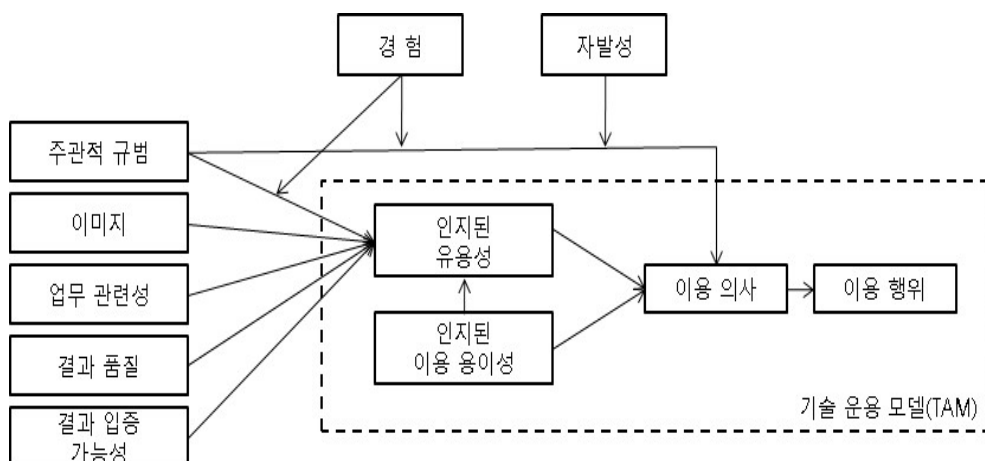 경 험
자발성
주관적 규범
이미지
인지된
유용성
업무 관련성
이용 의사
이용 행위
인지된
이용 용이성
결과 품질
기술 운용 모델(TAM)
결과 입증
가능성